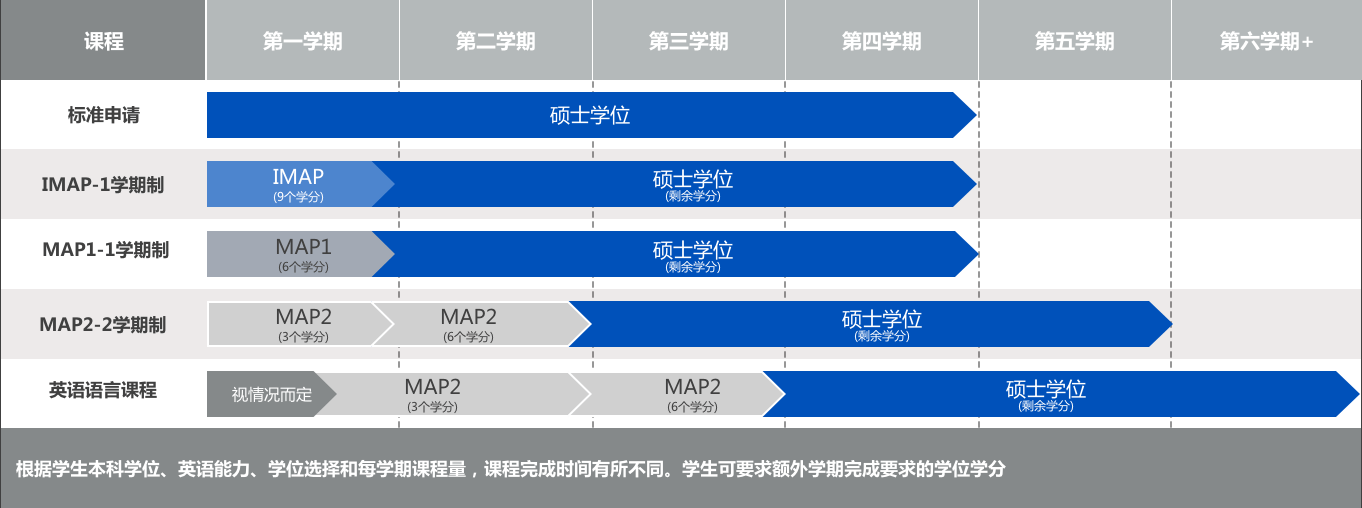 课程
第一学期
第二学期
第三学期
第四学期
第五学期
第六学期+
标准申请
硕士学位
IMAP-1学期制
IMAP
(9个学分)
硕士学位
(剩余学分)
MAP1-1学期制
MAP1
(6个学分)
硕士学位
(剩余学分)
MAP2-2学期制
MAP2
(3个学分)
MAP2
(6个学分)
硕士学位
(剩余学分)
英语语言课程
视情况而定
MAP2
(3个学分)
MAP2
(6个学分)
硕士学位
(剩余学分)
根据学生本科学位、英语能力、学位选择和每学期课程量，课程完成时间有所不同。学生可要求额外学期完成要求的学位学分